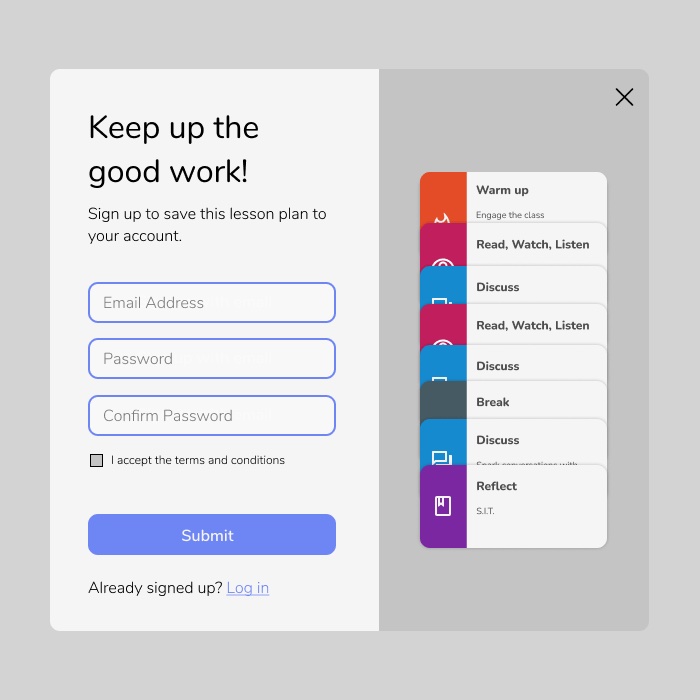 Keep up the
good work!
Sign up to save this lesson plan to
your account.
Email Address
Password
Confirm Password
I accept the terms and conditions
Submit
Already signed up? Log in
Warm up
Engage the class
Read, Watch, Listen
Discuss
Read, Watch, Listen
Discuss
Break
Discuss
Spark conversations with
Reflect
S.I.T.